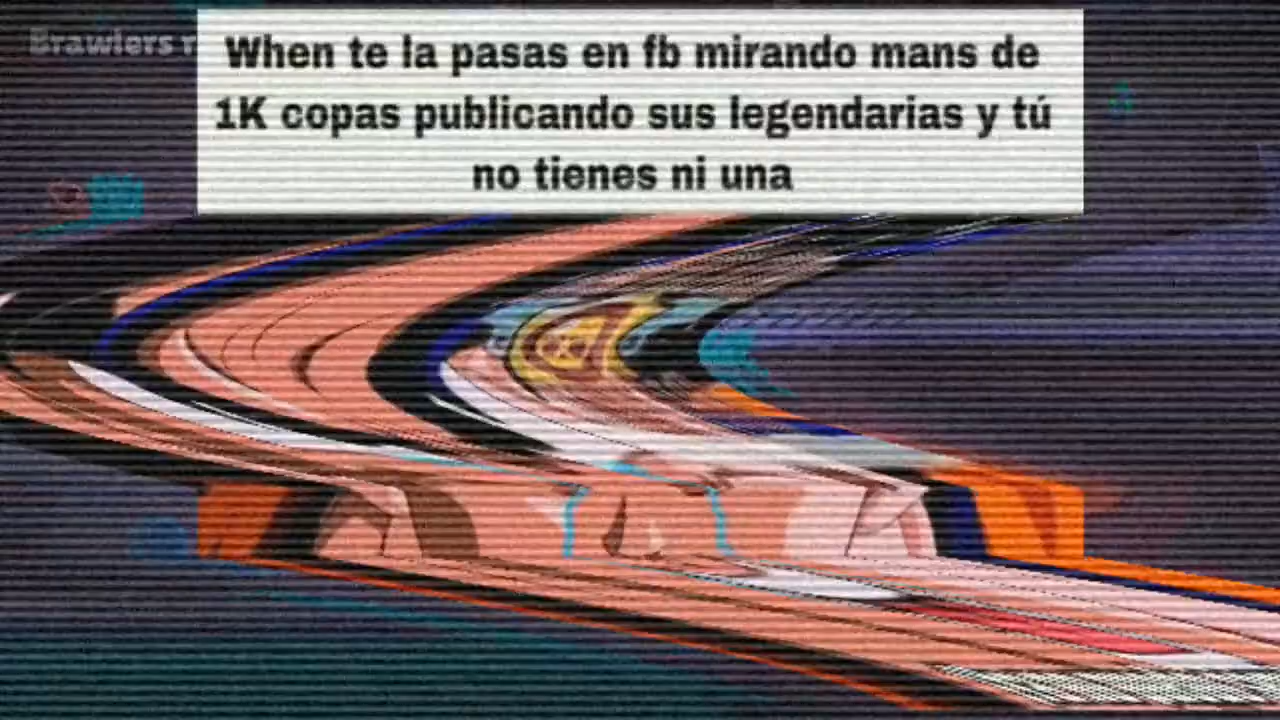 Brawlers
When te la pasas en fb mirando mans de
1K copas publicando sus legendarias y tú
no tienes ni una